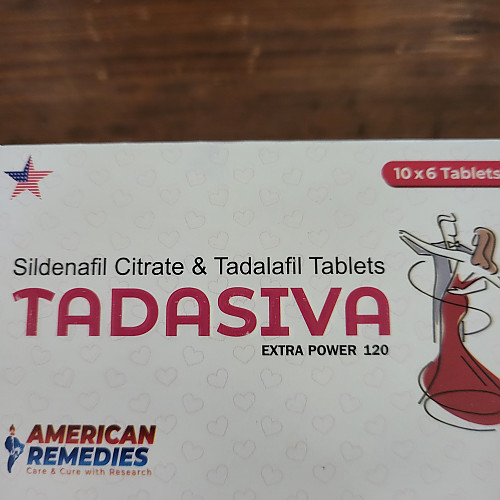 10 x 6 Tablets
Sildenafil Citrate & Tadalafil Tablets
TADASIVA
EXTRA POWER 120
AMERICAN
REMEDIES
Care & Cure with Research